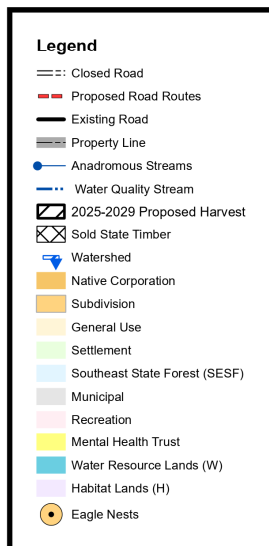 Legend
Closed Road
Proposed Road Routes
Existing Road
Property Line
Anadromous Streams
Water Quality Stream
2025-2029 Proposed Harvest
Sold State Timber
Watershed
Native Corporation
Subdivision
General Use
Settlement
Southeast State Forest (SESF)
Municipal
Recreation
Mental Health Trust
Water Resource Lands (W)
Habitat Lands (H)
Eagle Nests